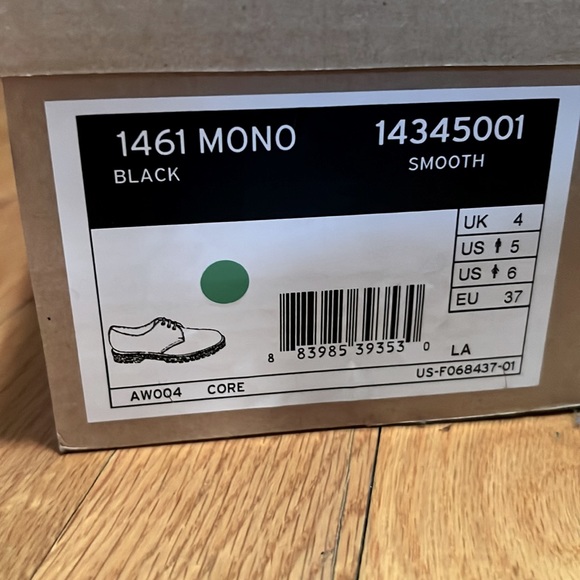 1461 MONO
14345001
BLACK
SMOOTH
UK 4
US 5
US 6
EU 37
8 83985 39353 0
LA
US-F068437-01
AW004 CORE